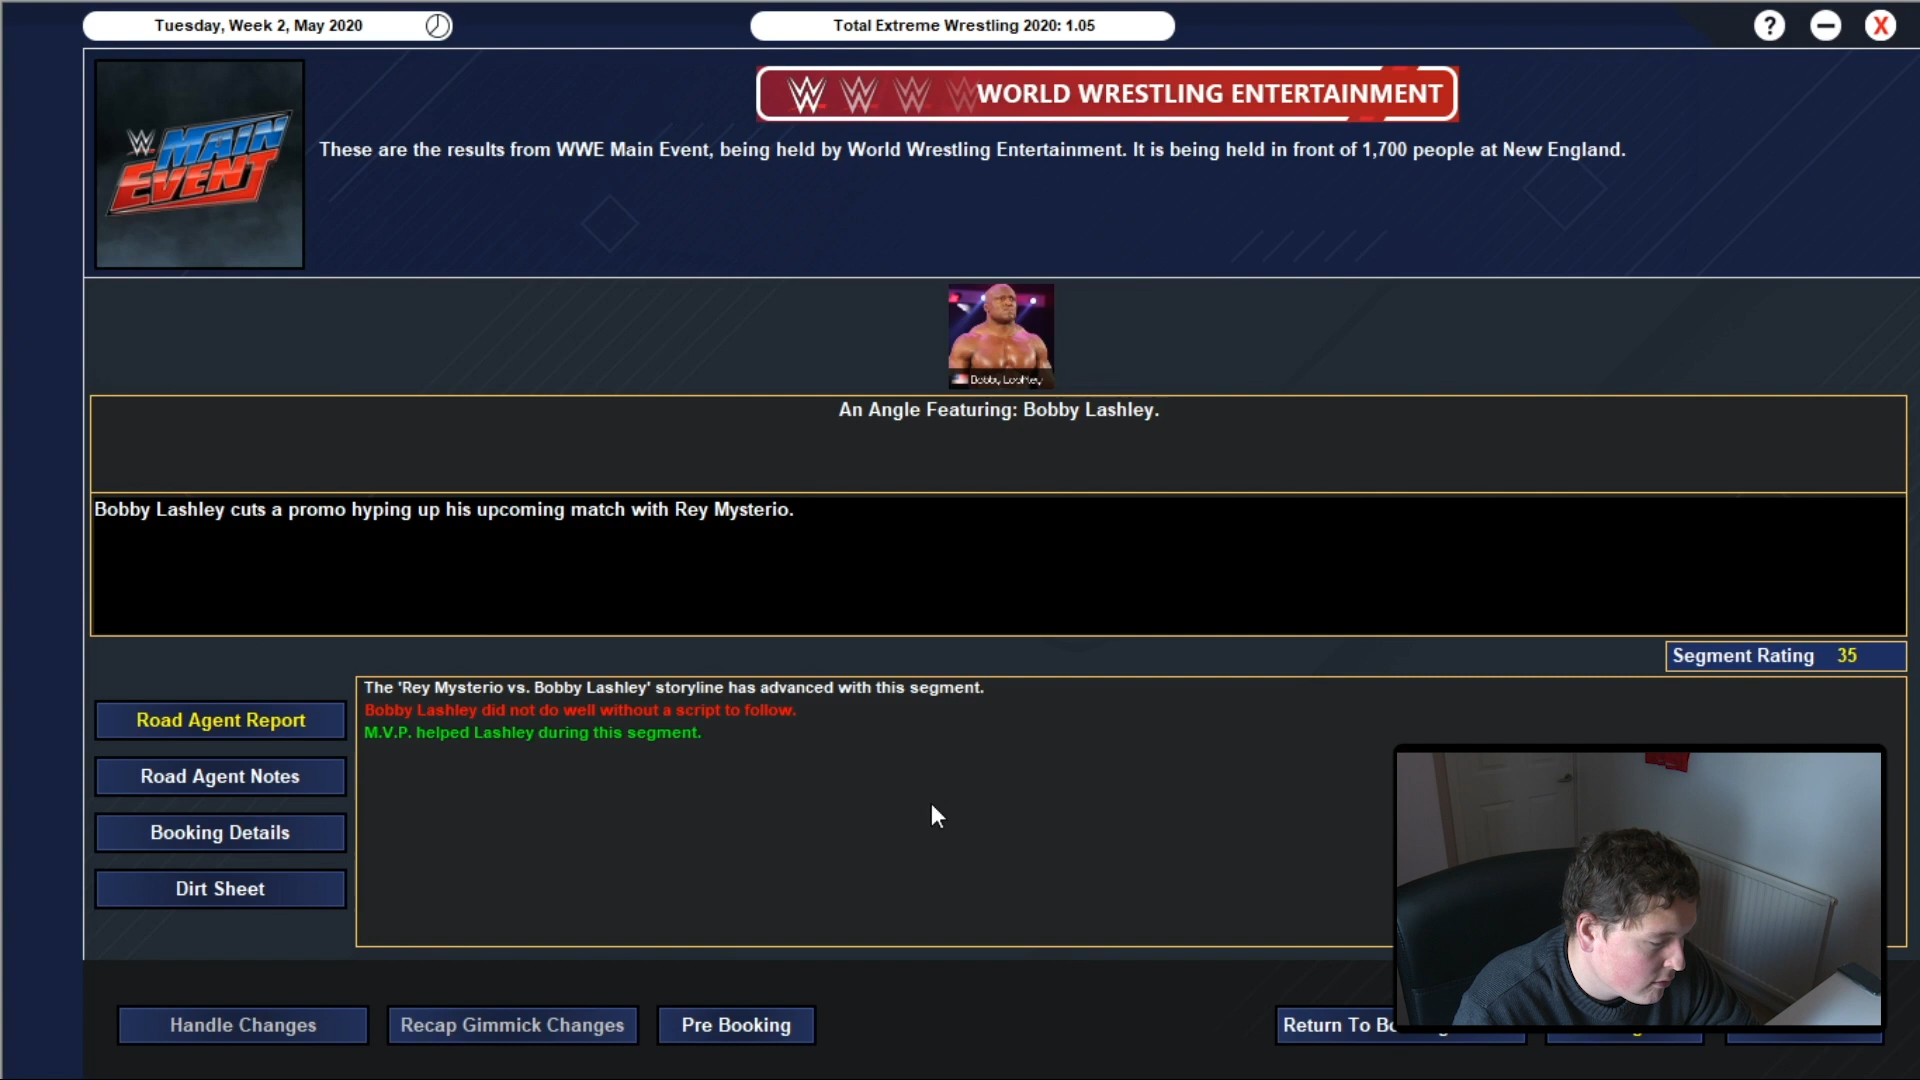 Tuesday, Week 2, May 2020
Total Extreme Wrestling 2020: 1.05
?
X
WORLD WRESTLING ENTERTAINMENT
MAIN
EVENT
These are the results from WWE Main Event, being held by World Wrestling Entertainment. It is being held in front of 1,700 people at New England.
Bobby Lashley
An Angle Featuring: Bobby Lashley.
Bobby Lashley cuts a promo hyping up his upcoming match with Rey Mysterio.
Segment Rating 35
The 'Rey Mysterio vs. Bobby Lashley' storyline has advanced with this segment.
Bobby Lashley did not do well without a script to follow.
M.V.P. helped Lashley during this segment.
Road Agent Report
Road Agent Notes
Booking Details
Dirt Sheet
Handle Changes
Recap Gimmick Changes
Pre Booking
Return To